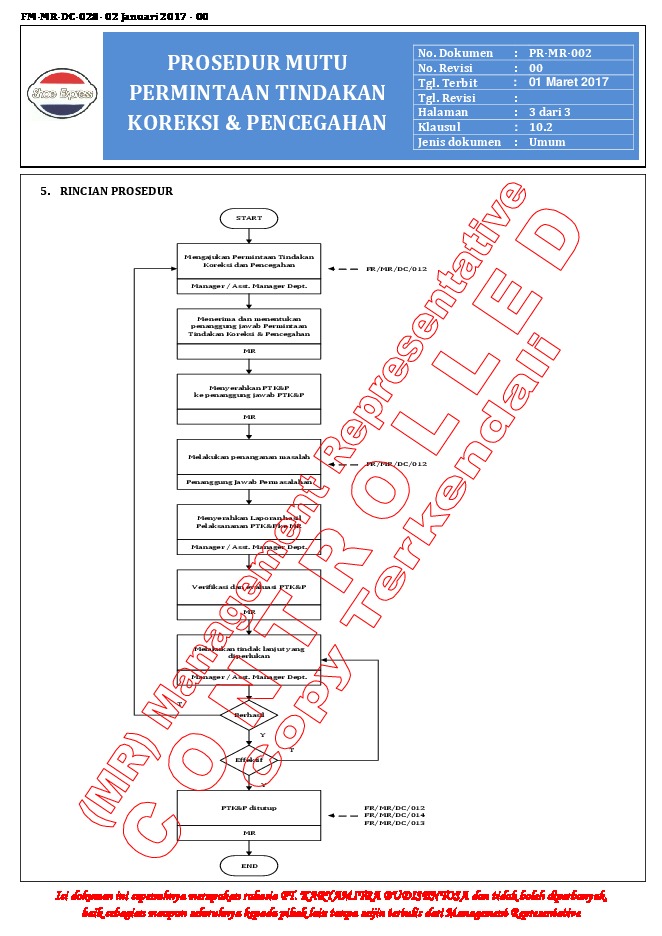 FM-MR-DC-028- 02 Januari 2017 - 00
Shoe Express
PROSEDUR MUTU
PERMINTAAN TINDAKAN
KOREKSI & PENCEGAHAN
No. Dokumen : PR-MR-002
No. Revisi : 00
Tgl. Terbit : 01 Maret 2017
Tgl. Revisi :
Halaman : 3 dari 3
Klausul : 10.2
Jenis dokumen : Umum
5. RINCIAN PROSEDUR
START
Mengajukan Permintaan Tindakan
Koreksi dan Pencegahan
FR/MR/DC/012
Manager / Asst. Manager Dept.
Menerima dan menentukan
penanggung jawab Permintaan
Tindakan Koreksi & Pencegahan
MR
Menyerahkan PTK&P
ke penanggung jawab PTK&P
MR
Melakukan penanganan masalah
FR/MR/DC/012
Penanggung Jawab Permasalahan
Menyerahkan Laporan hasil
Pelaksanaan PTK&P ke MR
Manager / Asst. Manager Dept.
Verifikasi dan evaluasi PTK&P
MR
Melakukan tindak lanjut yang
diperlukan
Manager / Asst. Manager Dept.
T
Berhasil
Y
T
Effektif
Y
PTK&P ditutup
FR/MR/DC/012
FR/MR/DC/014
FR/MR/DC/013
MR
END
(MR) Management Representative
CONTROLLED
Copy Terkendali
Isi dokumen ini sepenuhnya merupakan rahasia PT. KARYAMITRA BUDISENTOSA dan tidak boleh diperbanyak,
baik sebagian maupun seluruhnya kepada pihak lain tanpa seijin tertulis dari Management Representative